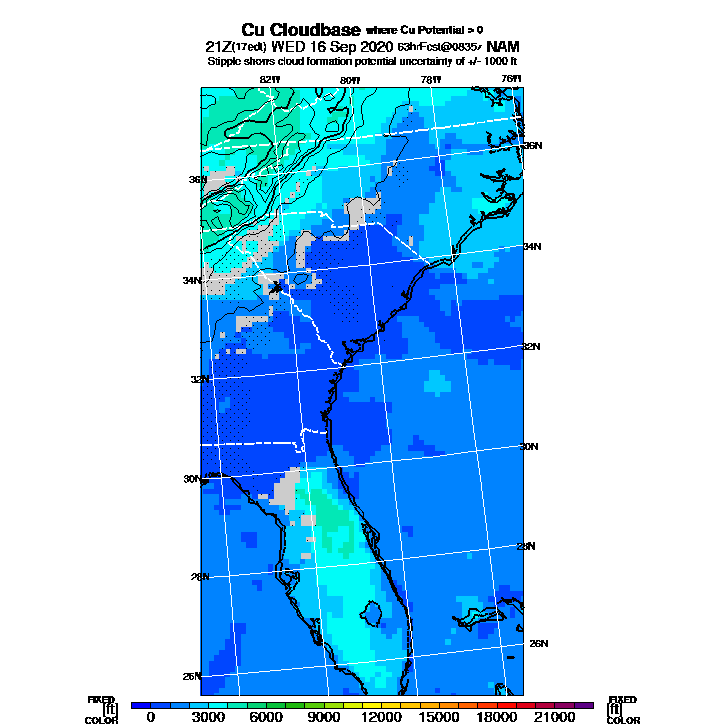 Cu Cloudbase where Cu Potential > 0
21Z(17edt) WED 16 Sep 2020 63hrFcst@0835z NAM
Stipple shows cloud formation potential uncertainty of +/- 1000 ft
82W 80W 78W 76W
36N
36N
34N
34N
32N
32N
30N
30N
28N
28N
26N
26N
FIXED FIXED
[ft] [ft]
COLOR COLOR
0 3000 6000 9000 12000 15000 18000 21000